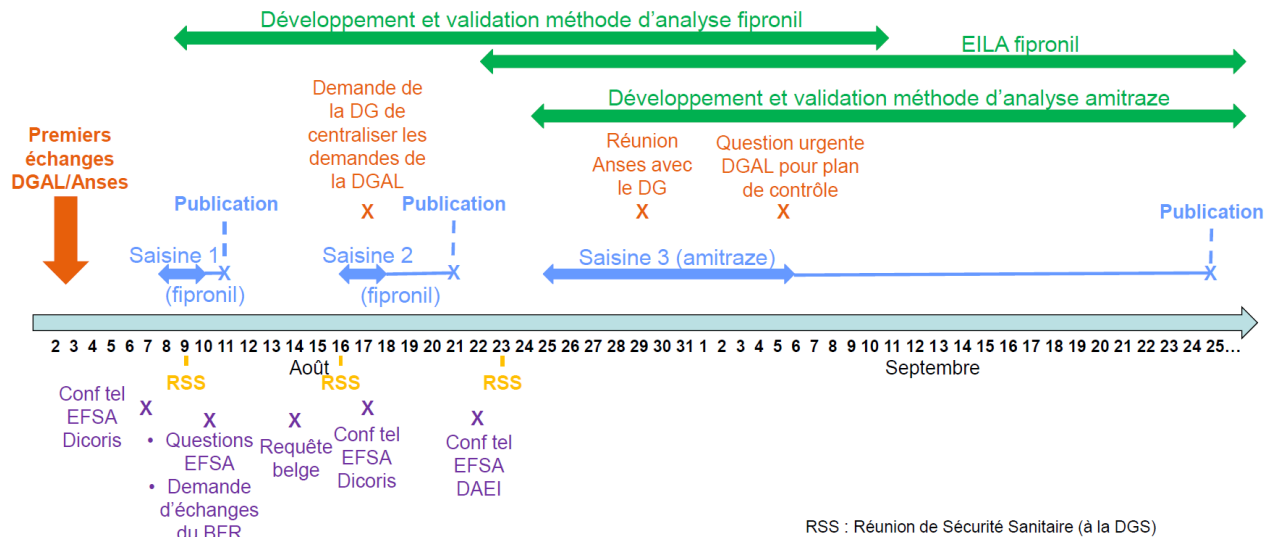 Développement et validation méthode d'analyse fipronil
EILA fipronil
Développement et validation méthode d'analyse amitraze
Demande de
la DG de
centraliser les
demandes de
la DGAL
X
Premiers
échanges
DGAL/Anses
Réunion
Anses avec
le DG
X
Question urgente
DGAL pour plan
de contrôle
X
Publication
Publication
Publication
Saisine 1
X
(fipronil)
Saisine 2
X
(fipronil)
Saisine 3 (amitraze)
X
2 3 4 5 6 7 8 9 10 11 12 13 14 15 16 17 18 19 20 21 22 23 24 25 26 27 28 29 30 31 1 2 3 4 5 6 7 8 9 10 11 12 13 14 15 16 17 18 19 20 21 22 23 24 25...
Août
Septembre
RSS
RSS
RSS
Conf tel
EFSA
Dicoris
X
X
• Questions
EFSA
• Demande
d'échanges
du BFR
X
Requête
belge
X
Conf tel
EFSA
Dicoris
X
Conf tel
EFSA
DAEI
RSS : Réunion de Sécurité Sanitaire (à la DGS)